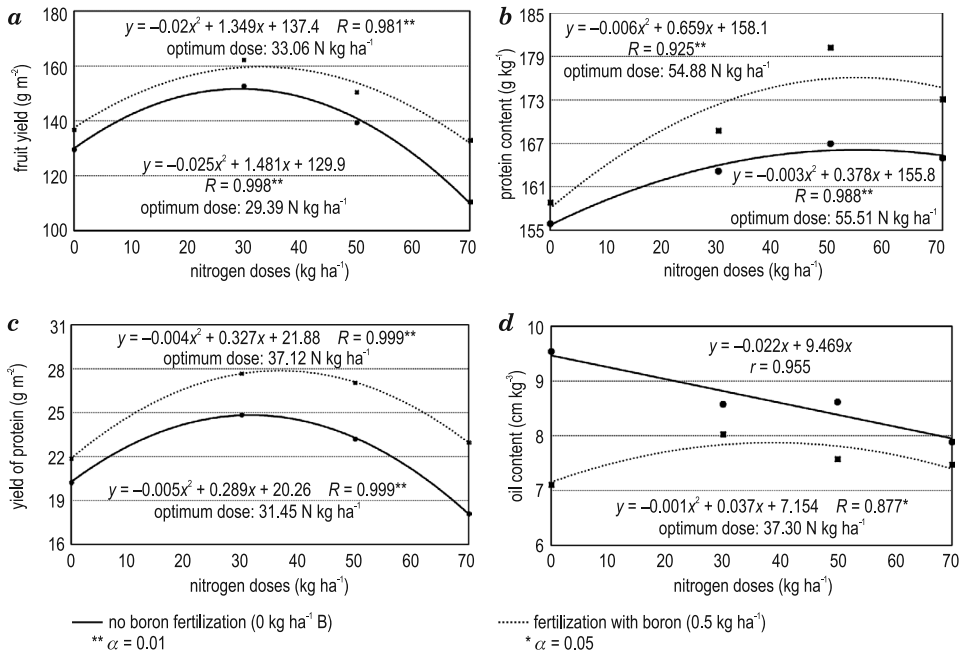 a
y = –0.02x² + 1.349x + 137.4 R = 0.981**
optimum dose: 33.06 N kg ha⁻¹
y = –0.025x² + 1.481x + 129.9
R = 0.998**
optimum dose: 29.39 N kg ha⁻¹
fruit yield (g m⁻²)
180
160
140
120
100
0 10 20 30 40 50 60 70
nitrogen doses (kg ha⁻¹)
b
y = –0.006x² + 0.659x + 158.1
R = 0.925**
optimum dose: 54.88 N kg ha⁻¹
y = –0.003x² + 0.378x + 155.8
R = 0.988**
optimum dose: 55.51 N kg ha⁻¹
protein content (g kg⁻¹)
185
179
173
167
161
155
0 10 20 30 40 50 60 70
nitrogen doses (kg ha⁻¹)
c
y = –0.004x² + 0.327x + 21.88 R = 0.999**
optimum dose: 37.12 N kg ha⁻¹
y = –0.005x² + 0.289x + 20.26 R = 0.999**
optimum dose: 31.45 N kg ha⁻¹
yield of protein (g m⁻²)
31
28
25
22
19
16
0 10 20 30 40 50 60 70
nitrogen doses (kg ha⁻¹)
d
y = –0.022x + 9.469x
r = 0.955
y = –0.001x² + 0.037x + 7.154 R = 0.877*
optimum dose: 37.30 N kg ha⁻¹
oil content (cm kg⁻³)
10
9
8
7
6
0 10 20 30 40 50 60 70
nitrogen doses (kg ha⁻¹)
no boron fertilization (0 kg ha⁻¹ B)
** α = 0.01
fertilization with boron (0.5 kg ha⁻¹)
* α = 0.05